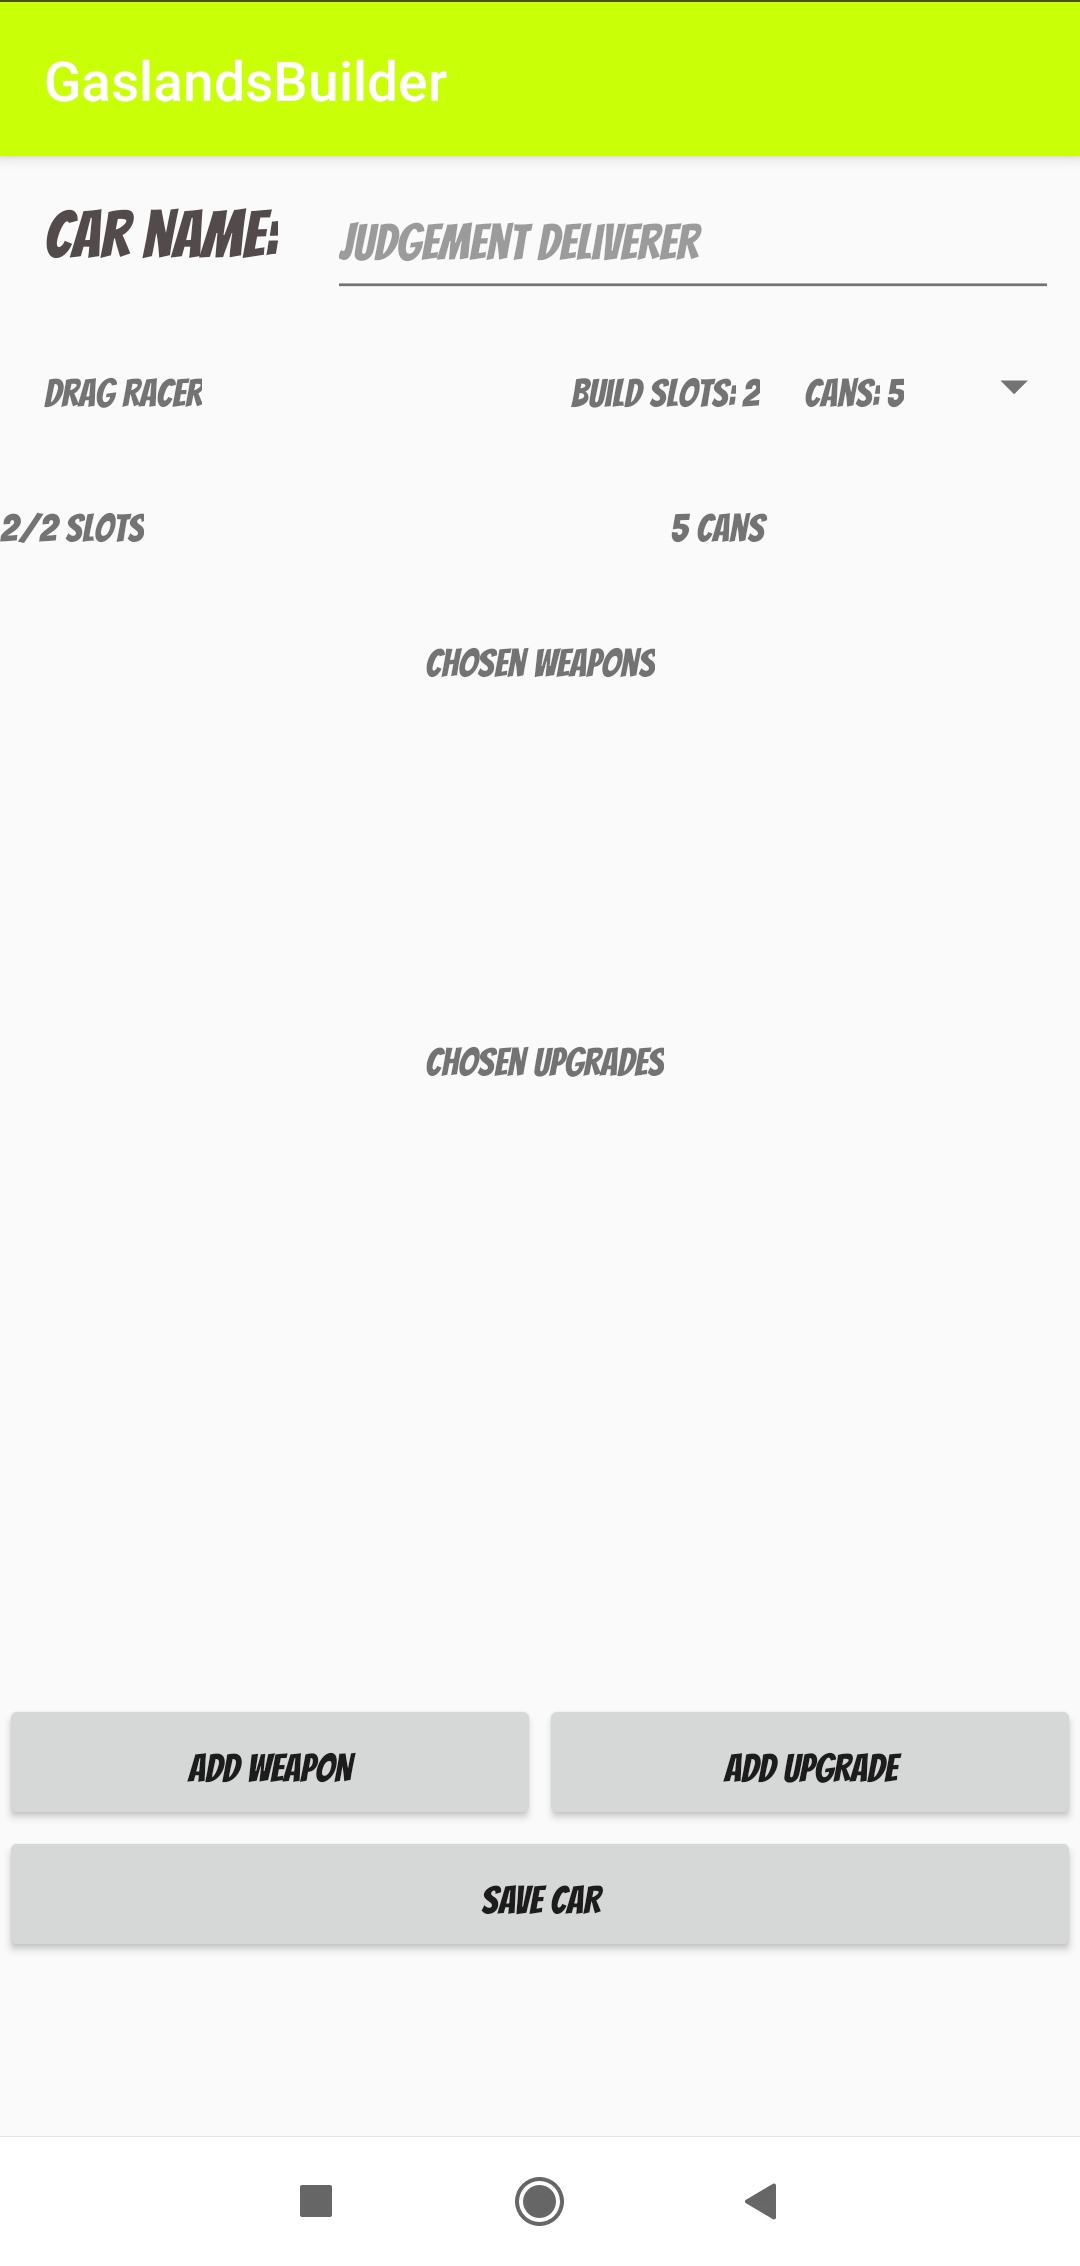 GaslandsBuilder
CAR NAME: JUDGEMENT DELIVERER
DRAG RACER BUILD SLOTS: 2 CANS: 5
2/2 SLOTS 5 CANS
CHOSEN WEAPONS
CHOSEN UPGRADES
ADD WEAPON ADD UPGRADE
SAVE CAR